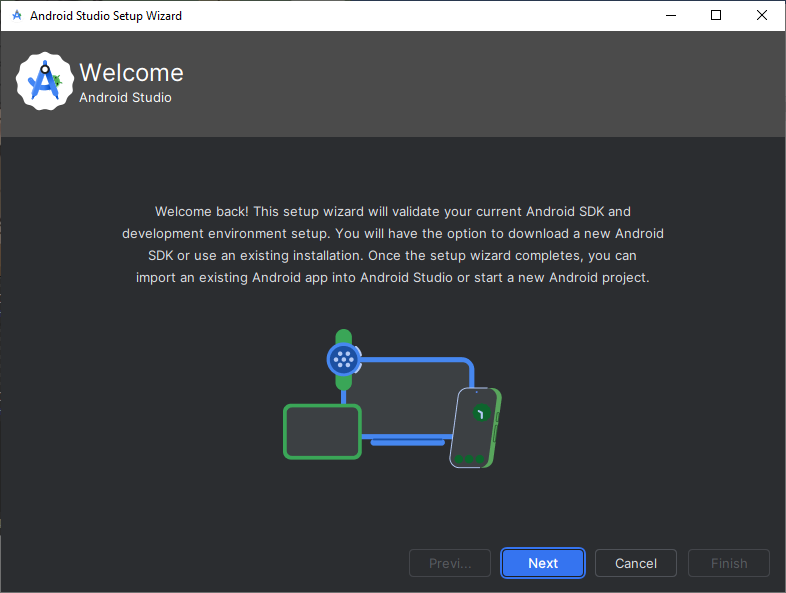 Android Studio Setup Wizard
Welcome
Android Studio
Welcome back! This setup wizard will validate your current Android SDK and
development environment setup. You will have the option to download a new Android
SDK or use an existing installation. Once the setup wizard completes, you can
import an existing Android app into Android Studio or start a new Android project.
Previ...
Next
Cancel
Finish